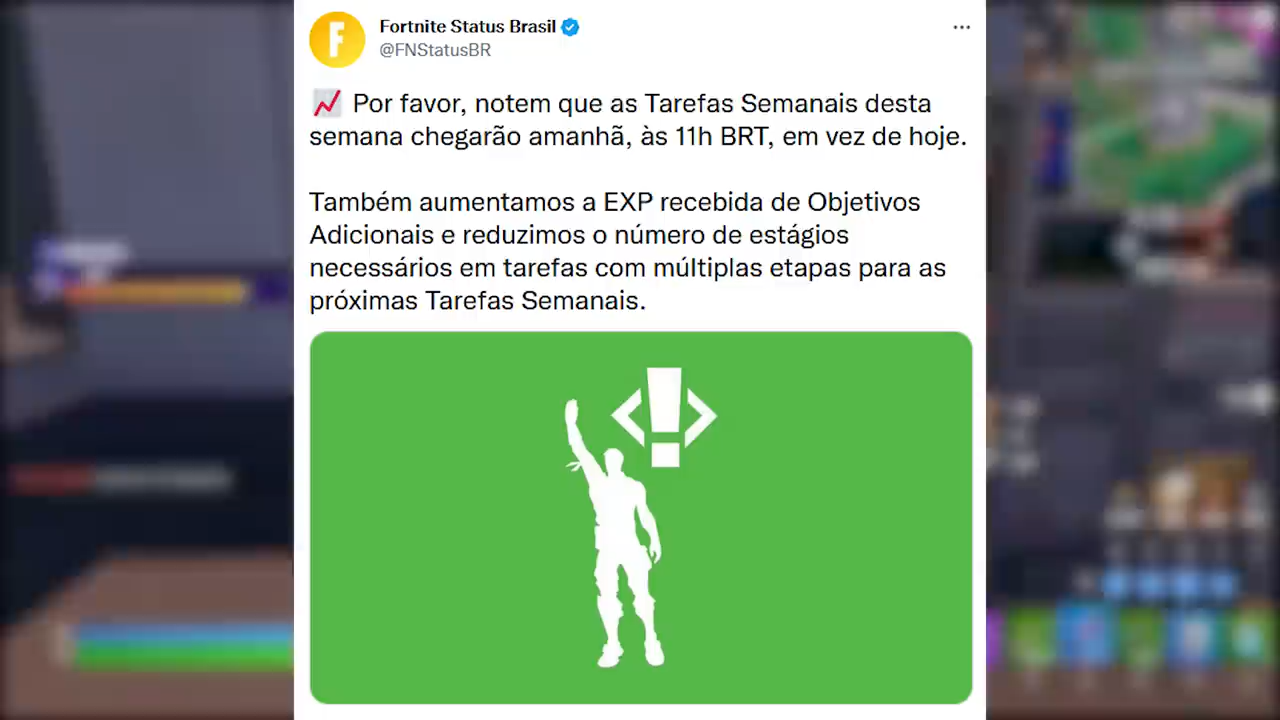 Fortnite Status Brasil
@FNStatusBR
📈 Por favor, notem que as Tarefas Semanais desta
semana chegarão amanhã, às 11h BRT, em vez de hoje.
Também aumentamos a EXP recebida de Objetivos
Adicionais e reduzimos o número de estágios
necessários em tarefas com múltiplas etapas para as
próximas Tarefas Semanais.